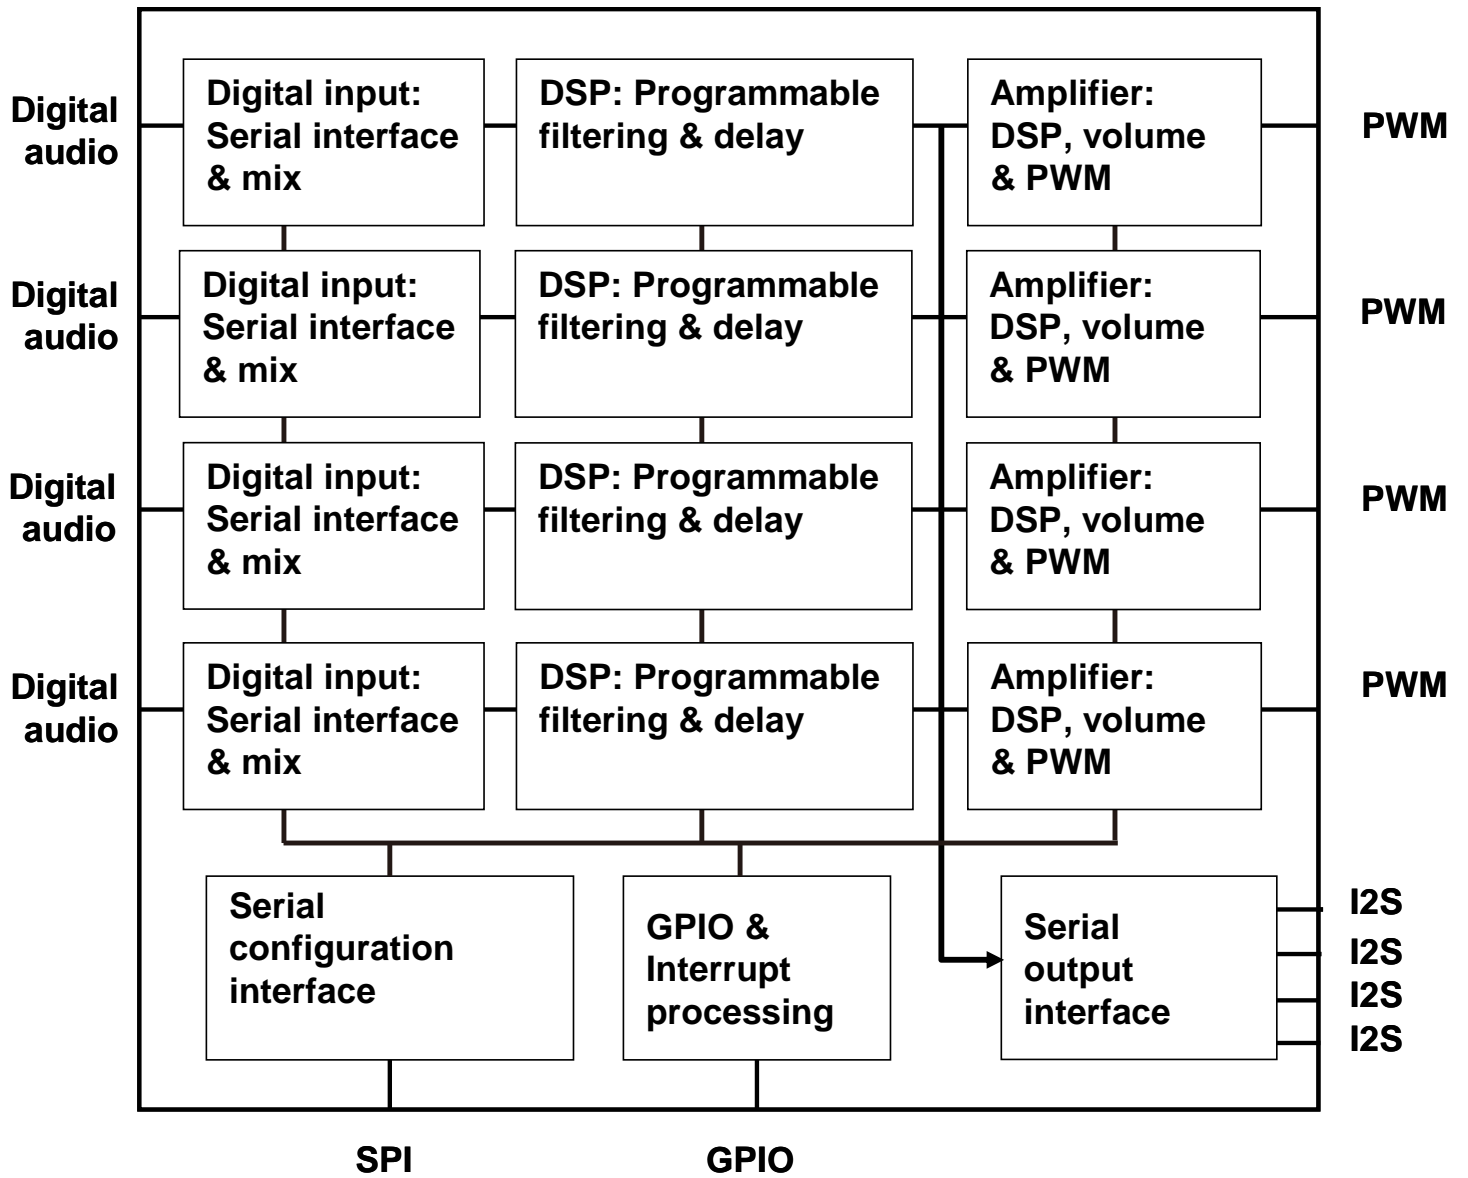 Digital
audio
Digital input:
Serial interface
& mix
DSP: Programmable
filtering & delay
Amplifier:
DSP, volume
& PWM
PWM
Digital
audio
Digital input:
Serial interface
& mix
DSP: Programmable
filtering & delay
Amplifier:
DSP, volume
& PWM
PWM
Digital
audio
Digital input:
Serial interface
& mix
DSP: Programmable
filtering & delay
Amplifier:
DSP, volume
& PWM
PWM
Digital
audio
Digital input:
Serial interface
& mix
DSP: Programmable
filtering & delay
Amplifier:
DSP, volume
& PWM
PWM
Serial
configuration
interface
GPIO &
Interrupt
processing
Serial
output
interface
I2S
I2S
I2S
I2S
SPI
GPIO